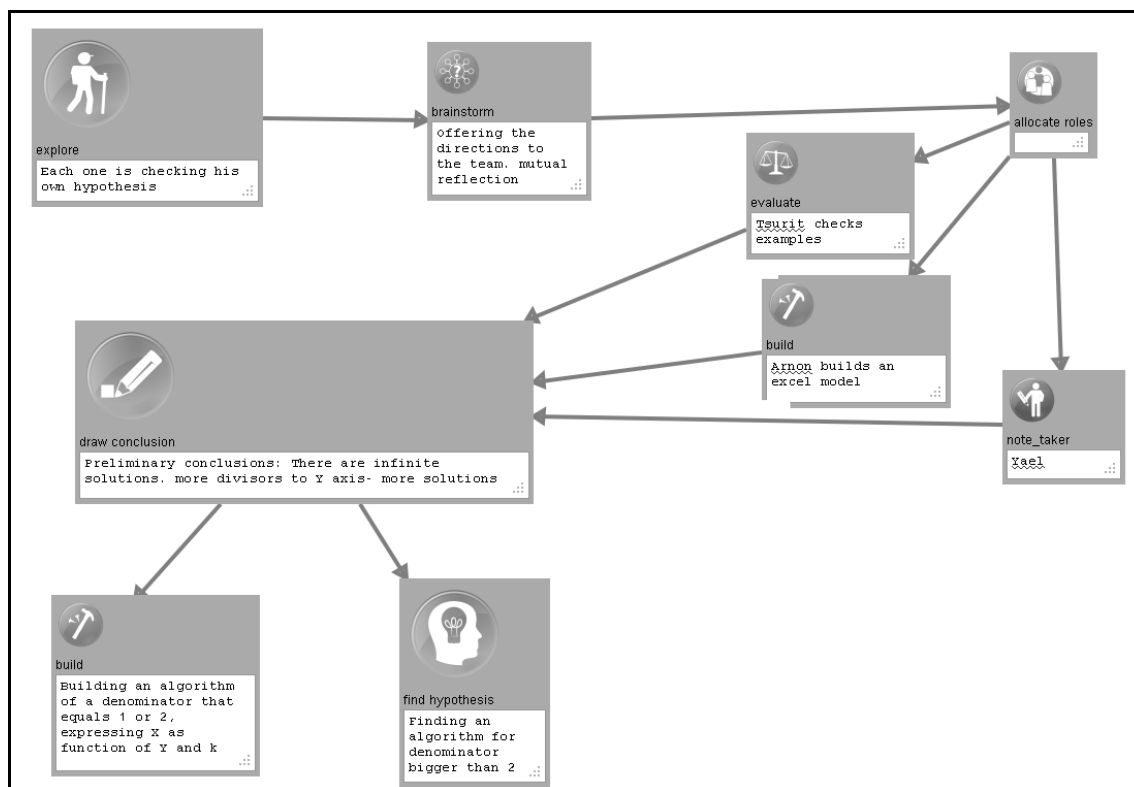 explore
Each one is checking his
own hypothesis
brainstorm
Offering the
directions to
the team. mutual
reflection
allocate roles
evaluate
Tsurit checks
examples
build
Arnon builds an
excel model
note_taker
Yael
draw conclusion
Preliminary conclusions: There are infinite
solutions. more divisors to Y axis- more solutions
build
Building an algorithm
of a denominator that
equals 1 or 2,
expressing X as
function of Y and k
find hypothesis
Finding an
algorithm for
denominator
bigger than 2